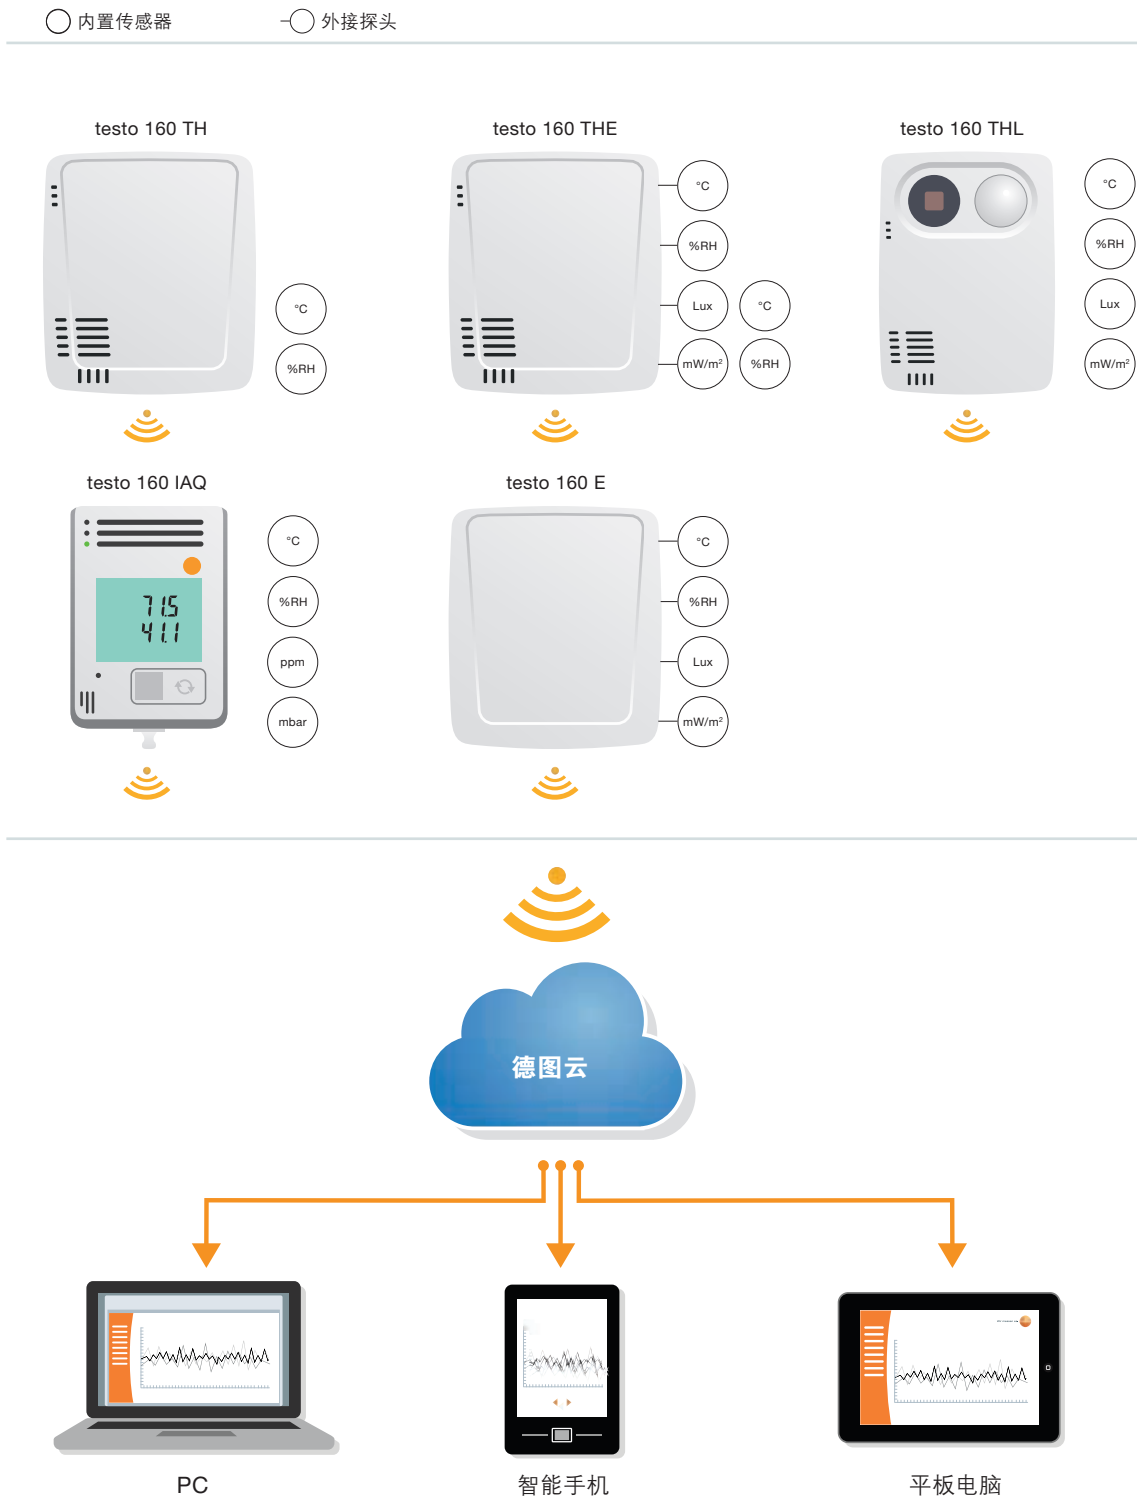 内置传感器
外接探头
testo 160 TH
testo 160 THE
testo 160 THL
°C
%RH
°C
%RH
Lux
mW/m²
°C
%RH
°C
%RH
Lux
mW/m²
testo 160 IAQ
testo 160 E
71.5
41.1
°C
%RH
ppm
mbar
°C
%RH
Lux
mW/m²
德图云
PC
智能手机
平板电脑